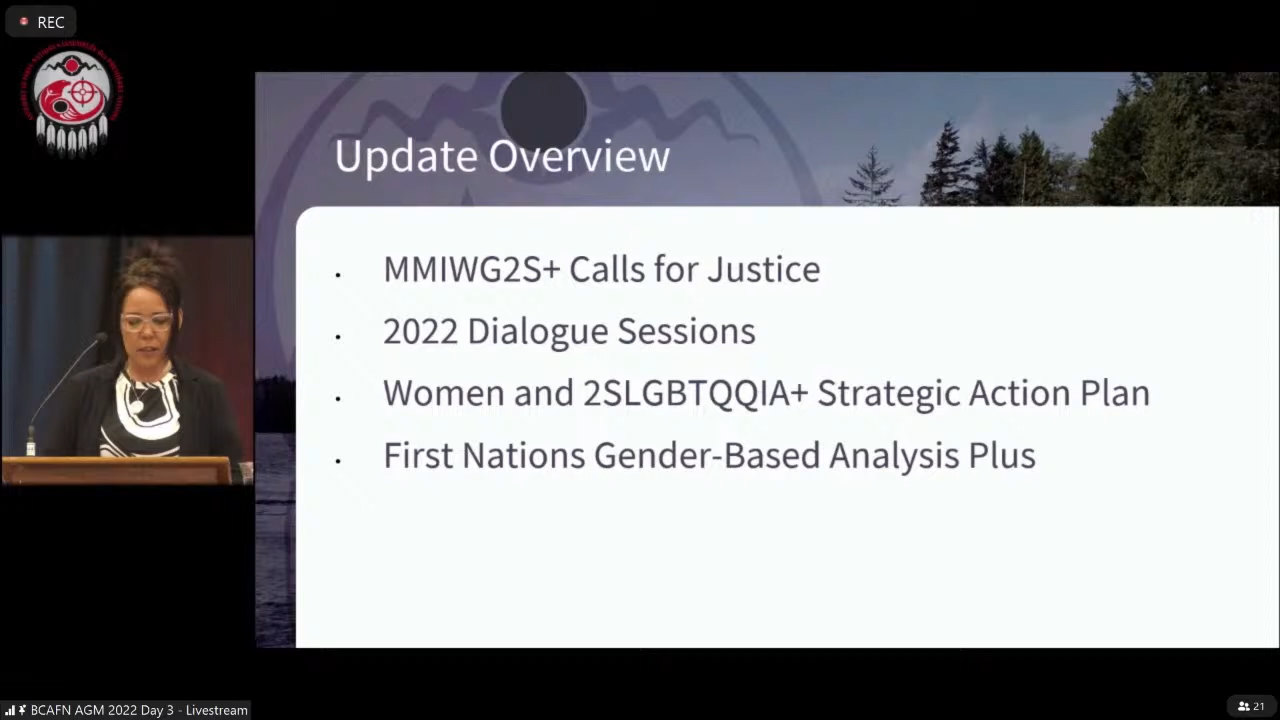 REC
Update Overview
MMIWG2S+ Calls for Justice
2022 Dialogue Sessions
Women and 2SLGBTQQIA+ Strategic Action Plan
First Nations Gender-Based Analysis Plus
BCAFN AGM 2022 Day 3 - Livestream
21